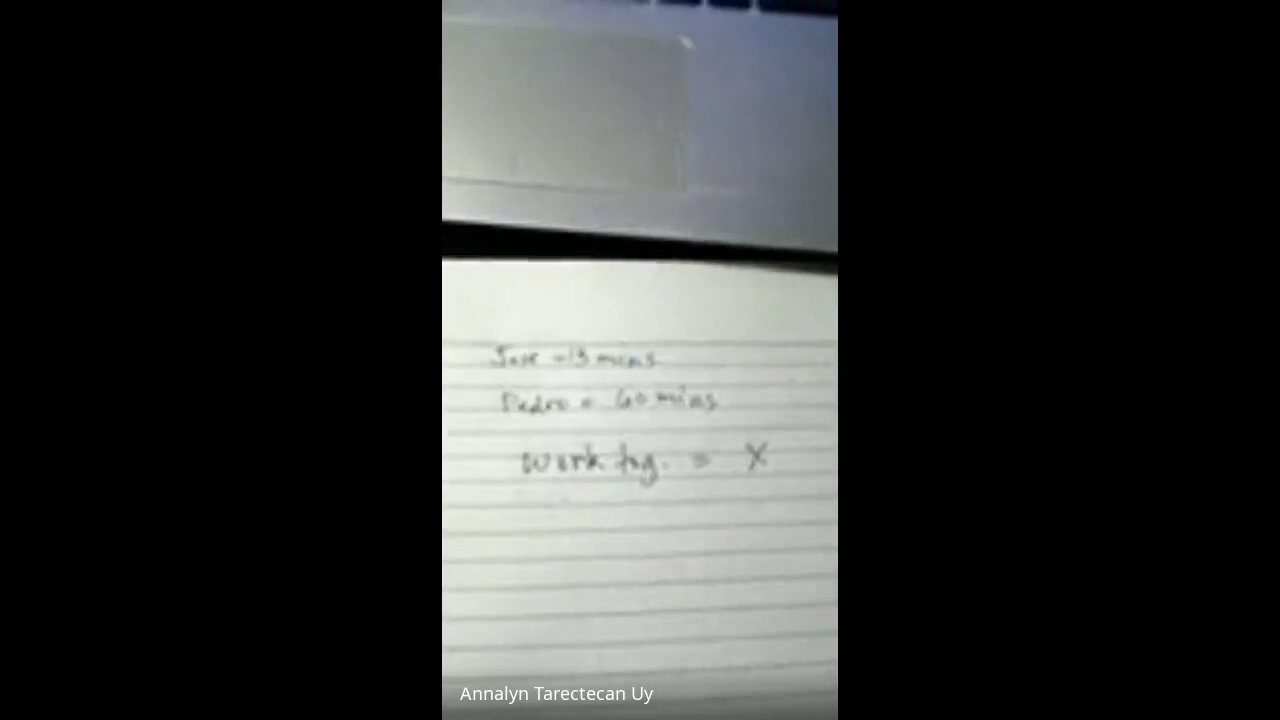 Jose = 13 mins
Pedro = 60 mins
Work tog. = X
Annalyn Tarectecan Uy